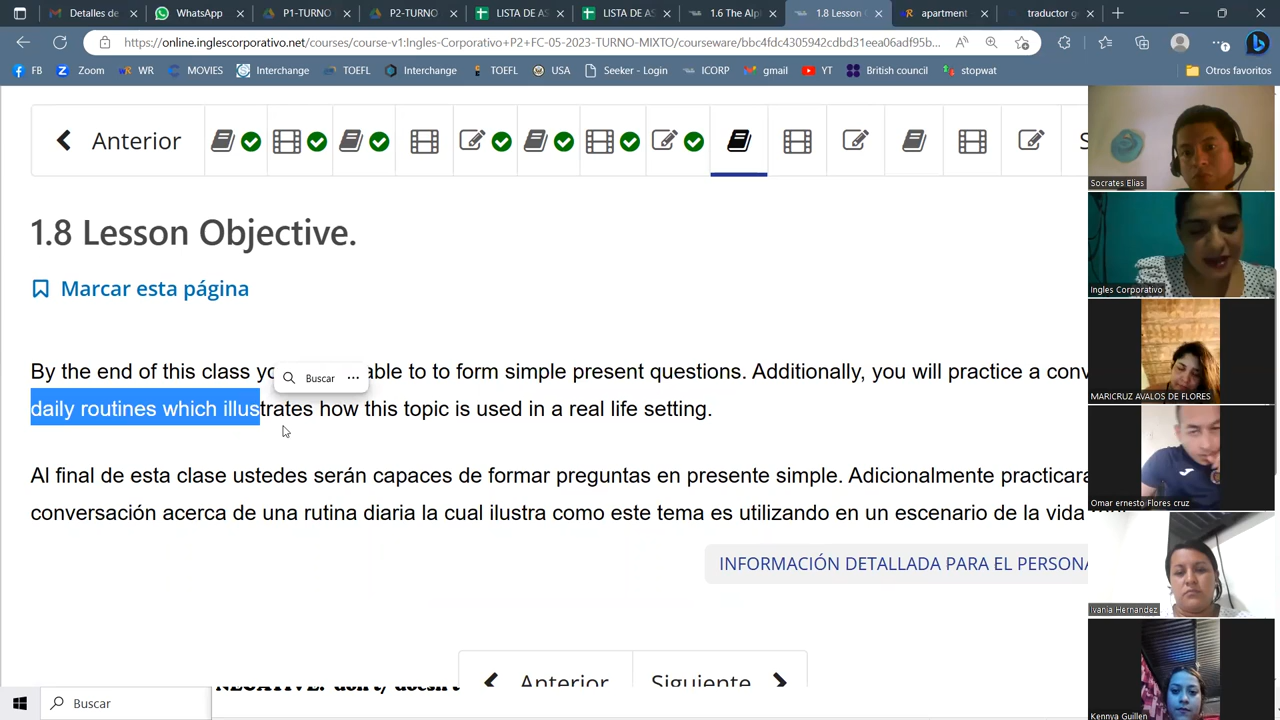 Detalles de
WhatsApp
P1-TURNO
P2-TURNO
LISTA DE AS
LISTA DE AS
1.6 The Alp
1.8 Lesson
apartment
traductor g
https://online.inglescorporativo.net/courses/course-v1:Ingles-Corporativo+P2+FC-05-2023-TURNO-MIXTO/courseware/bbc4fdc4305942cdbd31eea06adf95b...
FB
Zoom
WR
MOVIES
Interchange
TOEFL
Interchange
TOEFL
USA
Seeker - Login
ICORP
gmail
YT
British council
stopwat
Otros favoritos
Anterior
1.8 Lesson Objective.
Marcar esta página
By the end of this class yo able to to form simple present questions. Additionally, you will practice a conv
Buscar ...
daily routines which illustrates how this topic is used in a real life setting.
Al final de esta clase ustedes serán capaces de formar preguntas en presente simple. Adicionalmente practicara
conversación acerca de una rutina diaria la cual ilustra como este tema es utilizando en un escenario de la vida
INFORMACIÓN DETALLADA PARA EL PERSONA
Anterior
Siguiente
Buscar
Socrates Elias
Ingles Corporativo
MARICRUZ AVALOS DE FLORES
Omar ernesto Flores cruz
Ivania Hernandez
Kennya Guillen